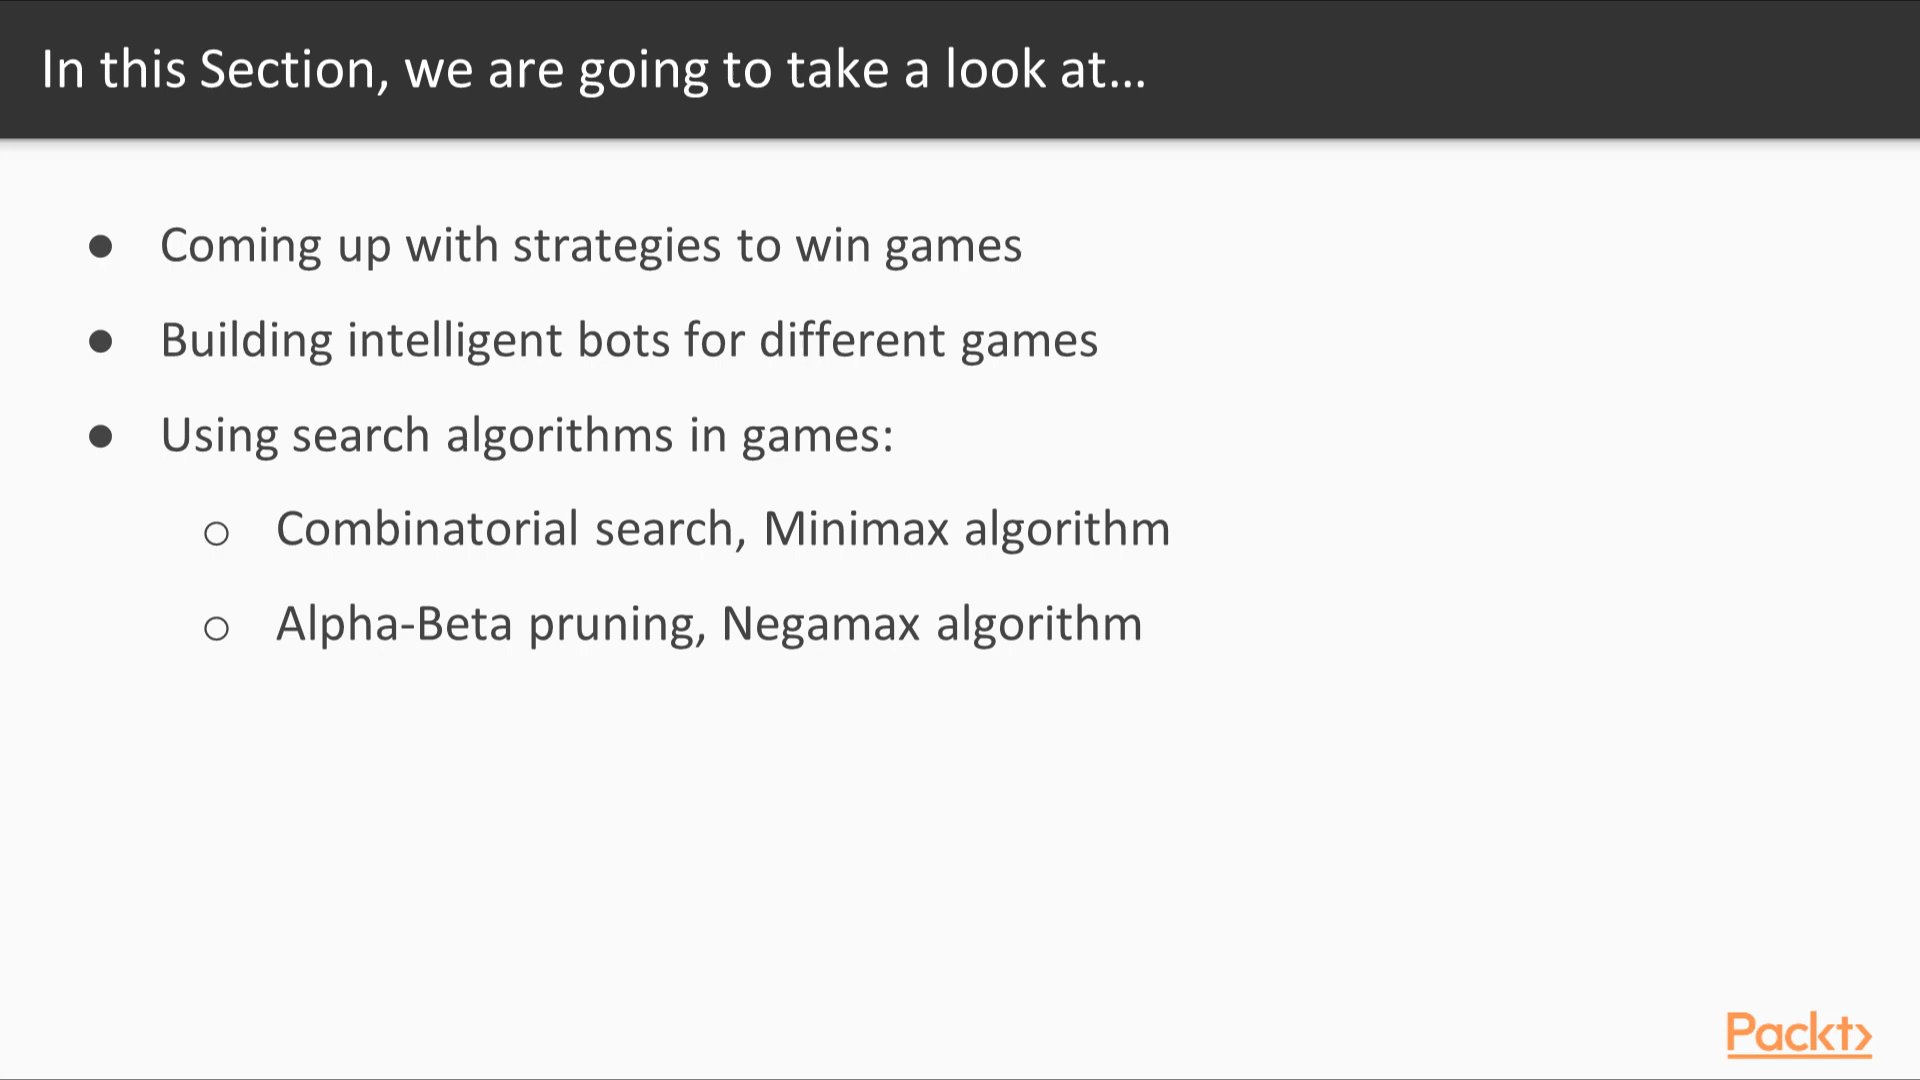 In this Section, we are going to take a look at...
● Coming up with strategies to win games
● Building intelligent bots for different games
● Using search algorithms in games:
○ Combinatorial search, Minimax algorithm
○ Alpha-Beta pruning, Negamax algorithm
Packt>